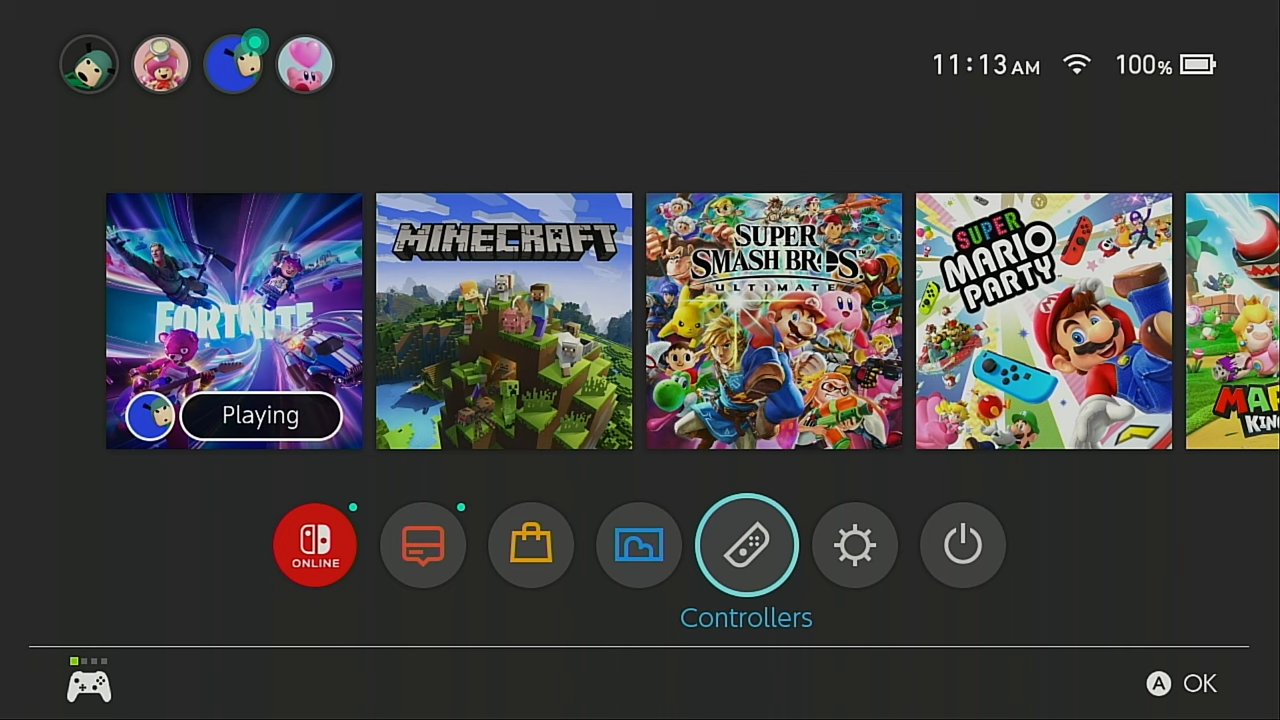 11:13 AM 100%
FORTNITE
Playing
MINECRAFT
SUPER
SMASH BROS.
ULTIMATE
SUPER
MARIO
PARTY
ONLINE
Controllers
A OK